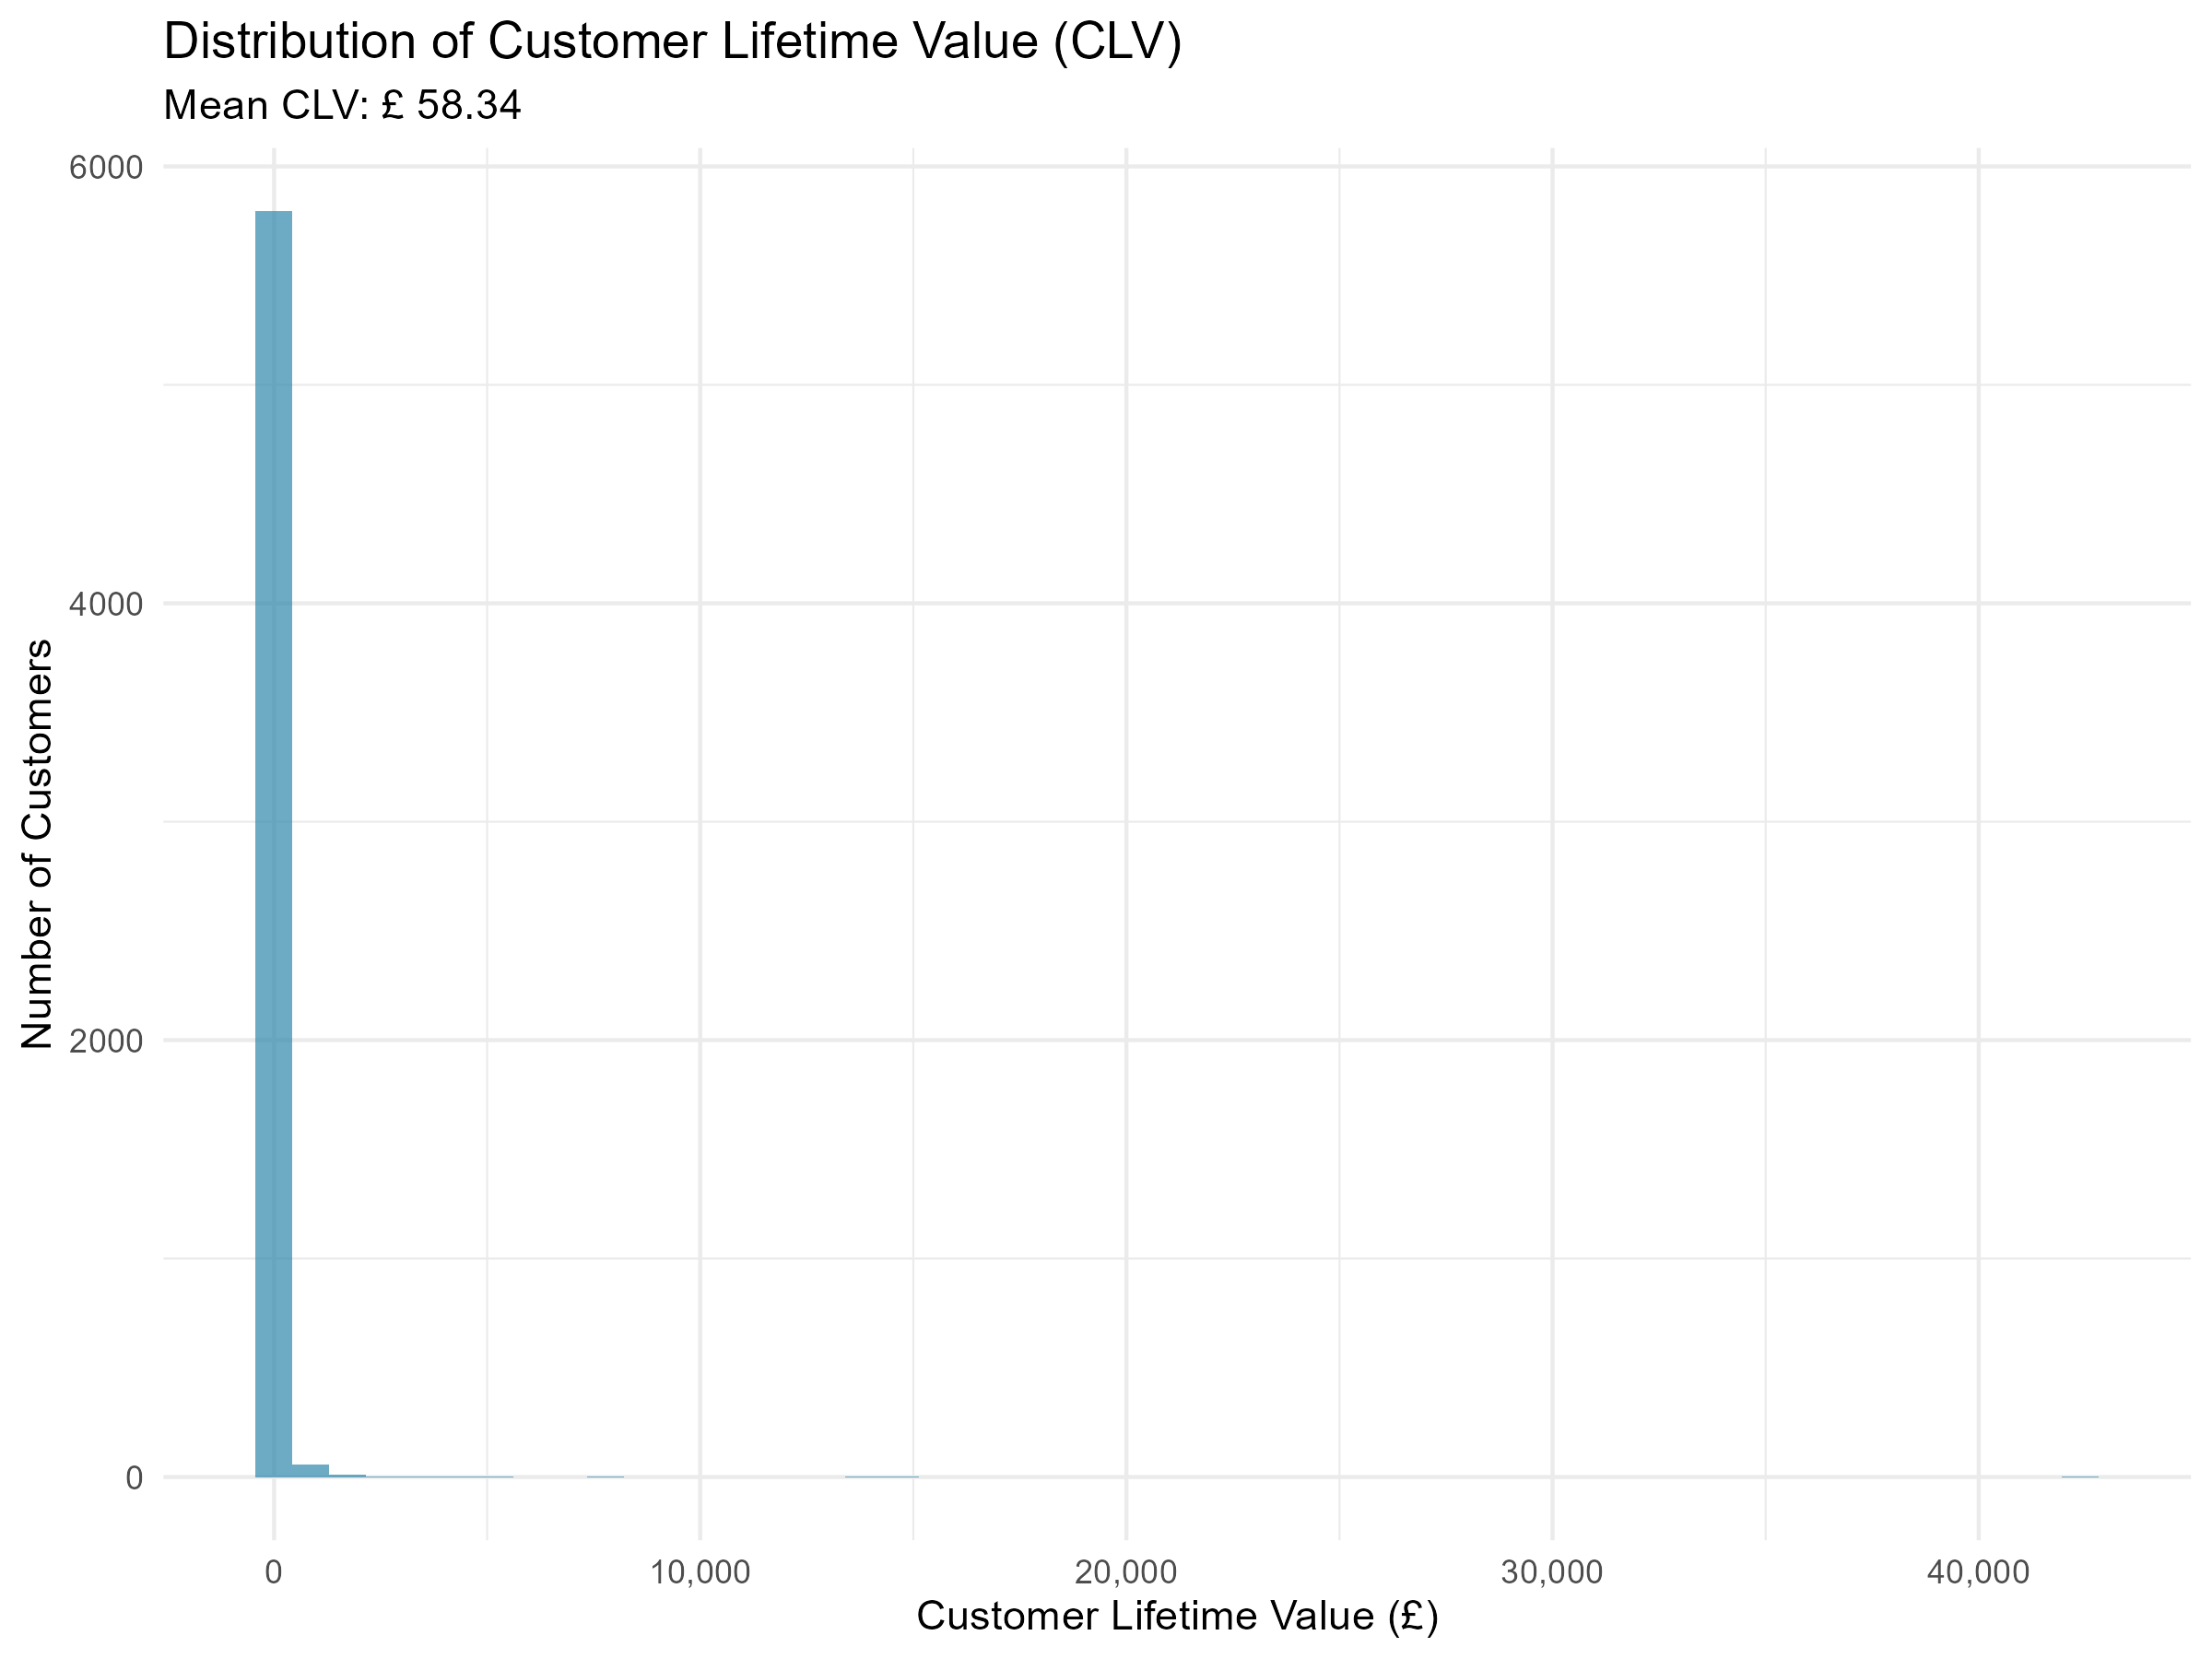 Distribution of Customer Lifetime Value (CLV)
Mean CLV: £ 58.34
6000
4000
2000
0
Number of Customers
0
10,000
20,000
30,000
40,000
Customer Lifetime Value (£)